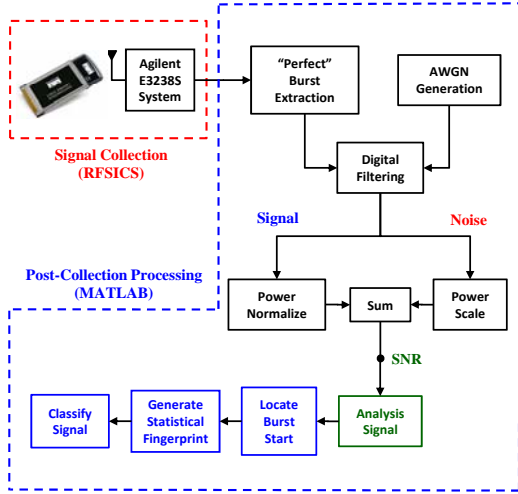 Agilent
E3238S
System
"Perfect"
Burst
Extraction
AWGN
Generation
Signal Collection
(RFSICS)
Digital
Filtering
Signal
Noise
Post-Collection Processing
(MATLAB)
Power
Normalize
Sum
Power
Scale
SNR
Classify
Signal
Generate
Statistical
Fingerprint
Locate
Burst
Start
Analysis
Signal